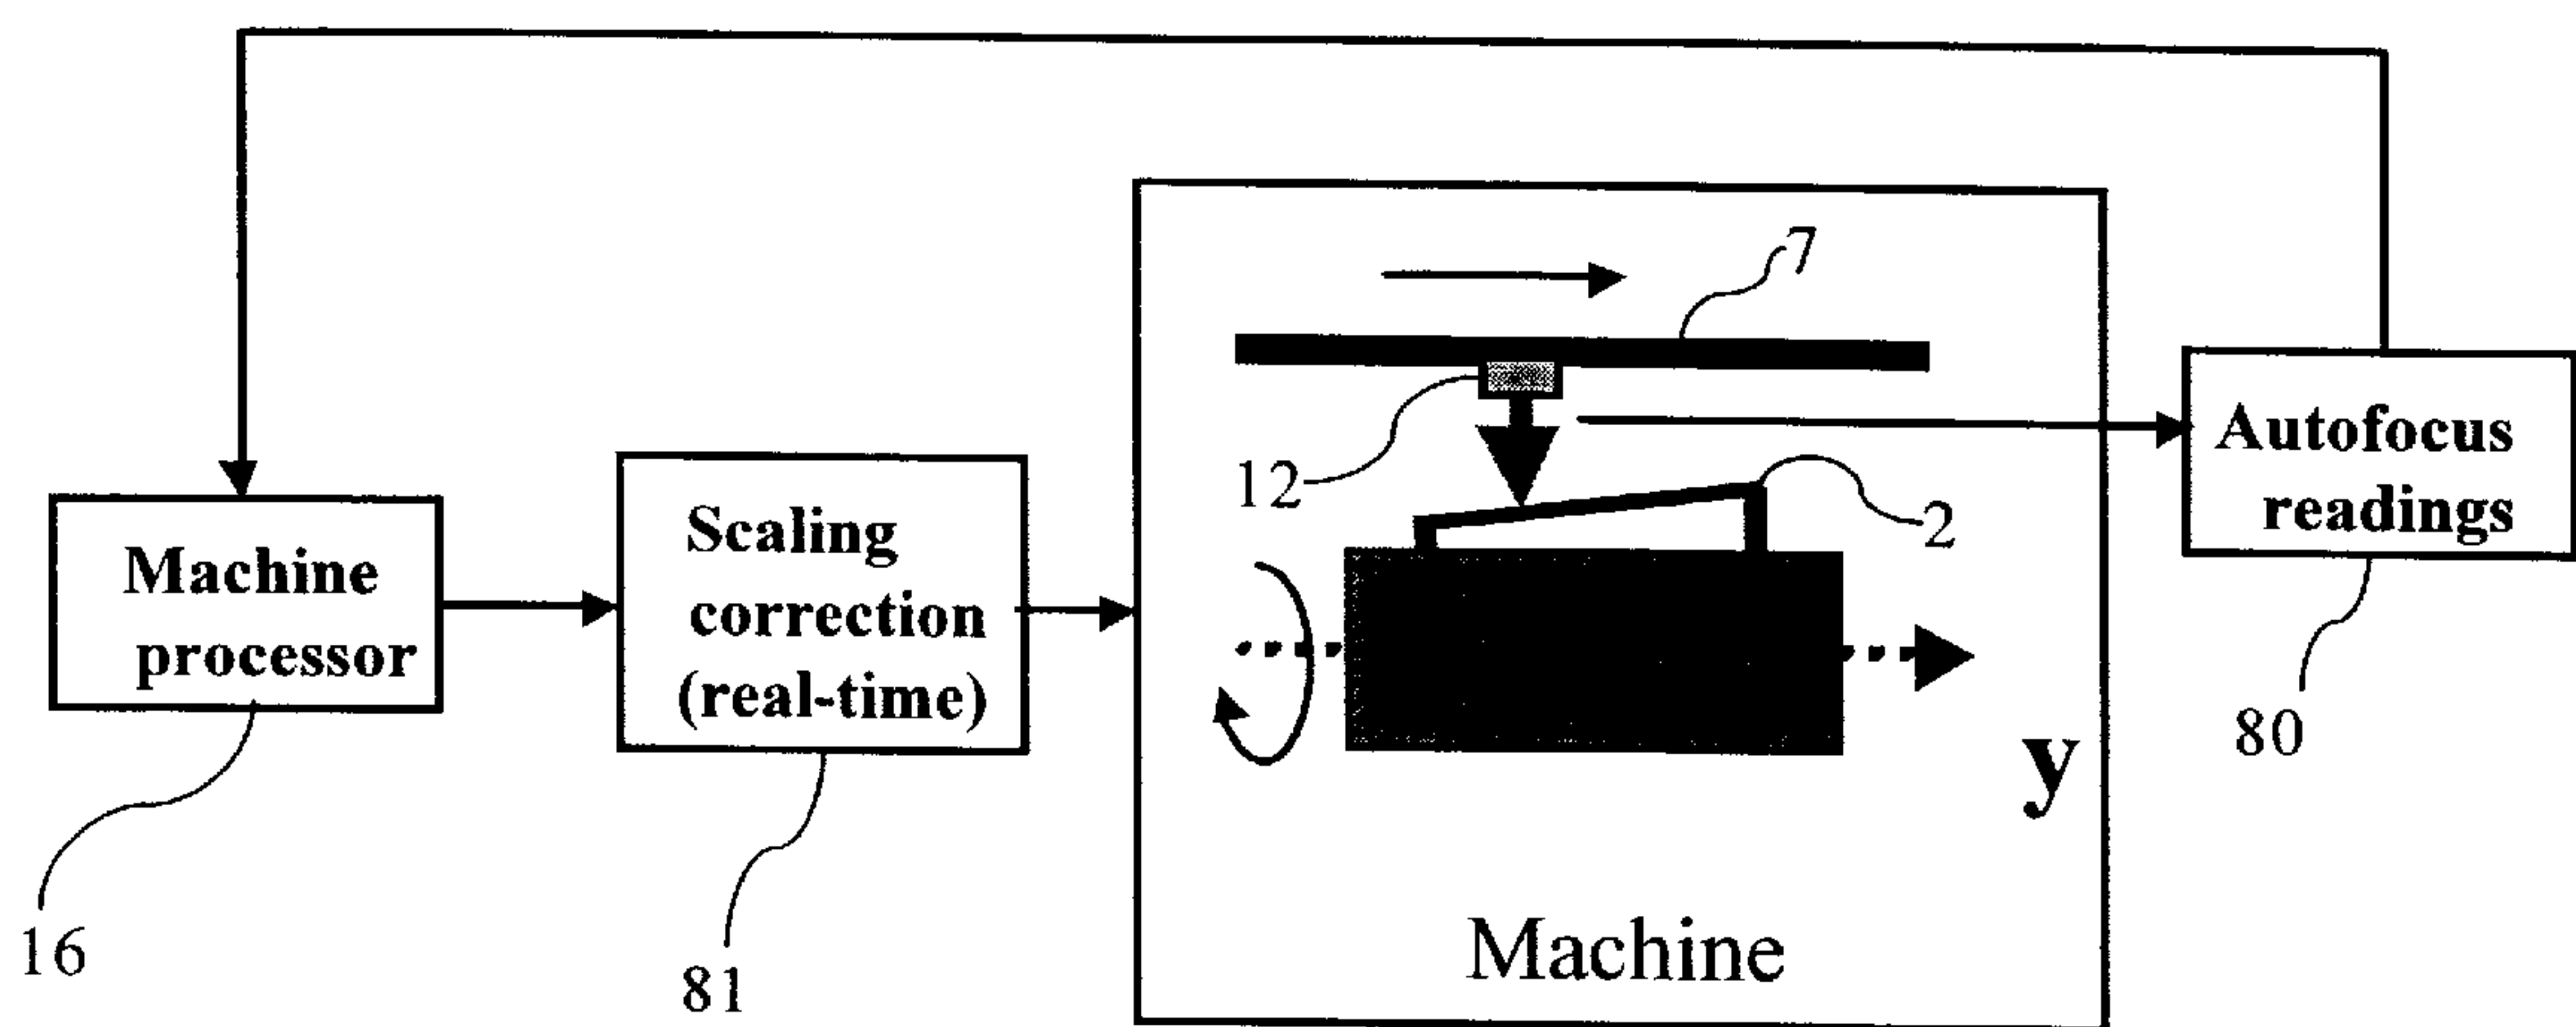 7
12
2
Autofocus
readings
80
Machine
processor
16
Scaling
correction
(real-time)
81
y
Machine